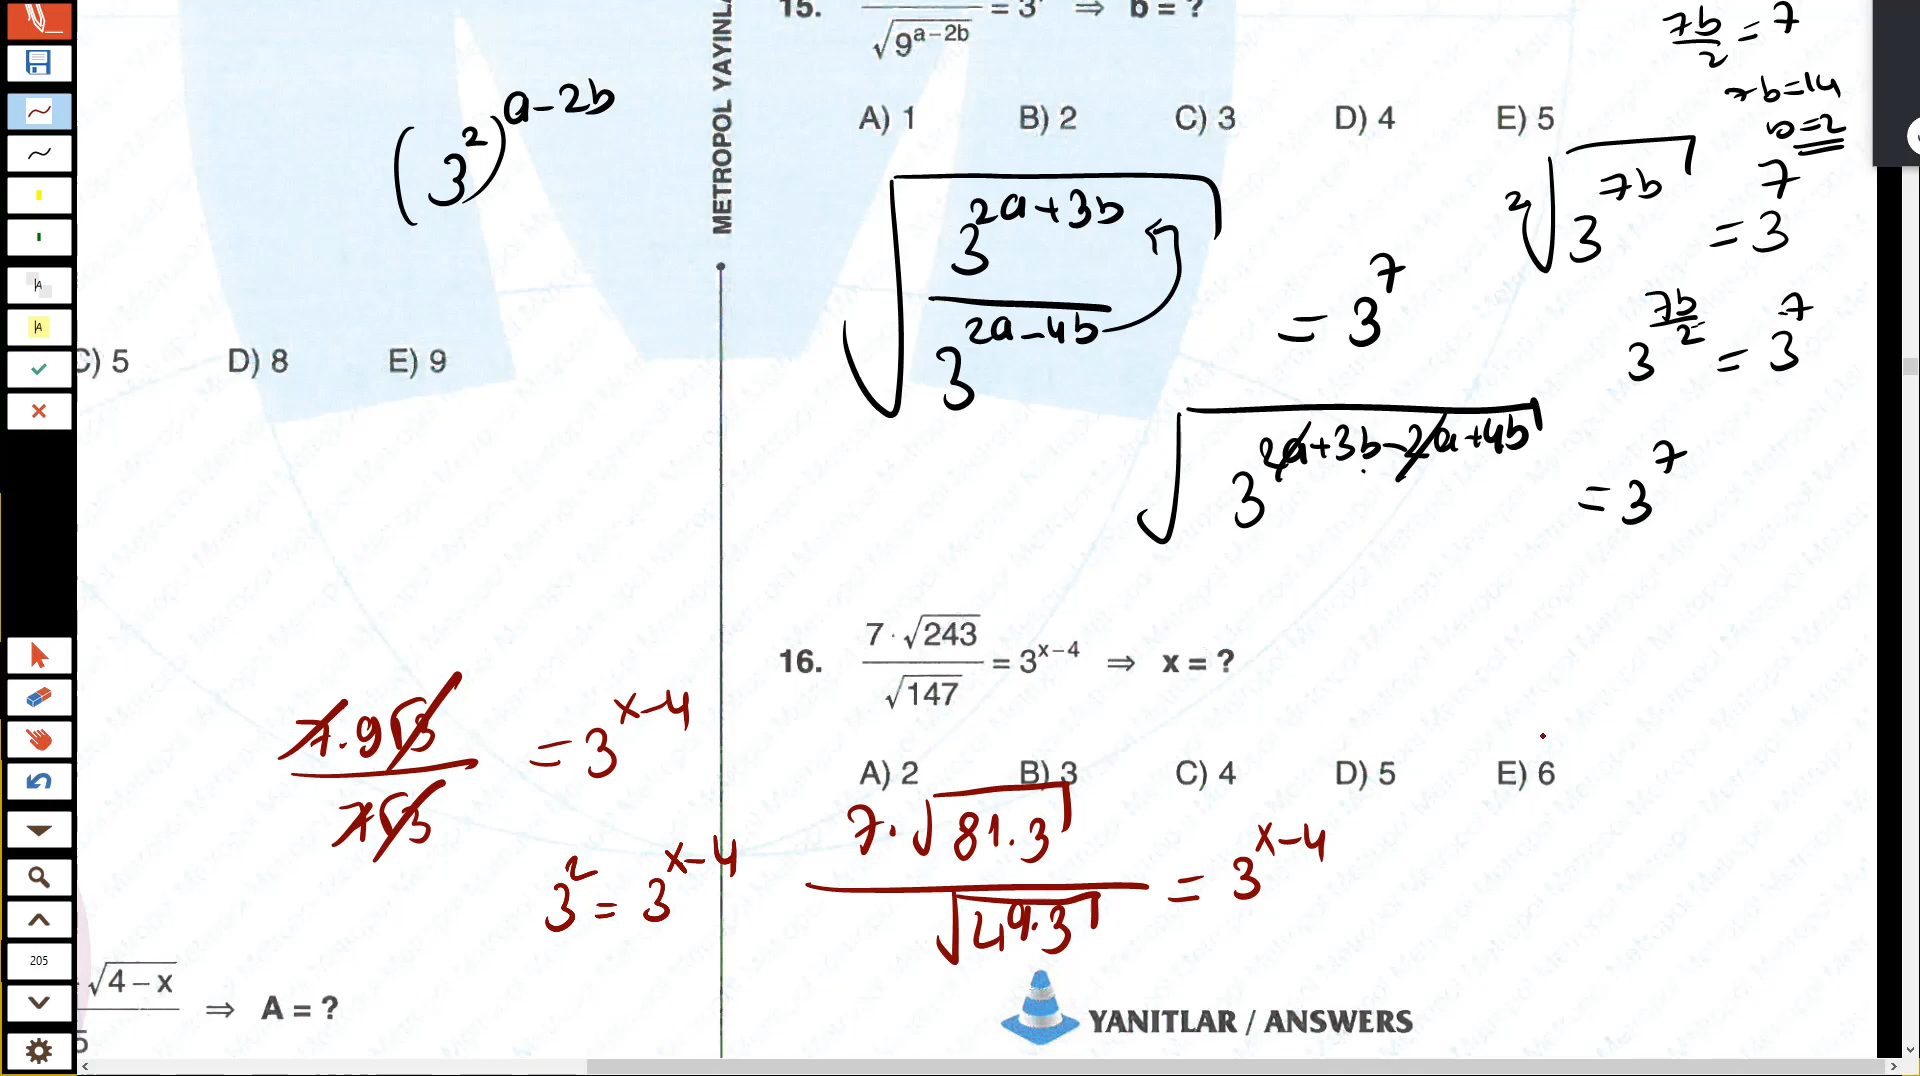 15. √9^(a−2b) = 3 ⇒ b = ?
A) 1 B) 2 C) 3 D) 4 E) 5
METROPOL YAYINLA
(3²)^(a−2b)
√(3^(2a+3b) / 3^(2a−4b)) = 3⁷
√(3^(2a+3b−2a+4b)) = 3⁷
²√(3^(7b)) = 3⁷
3^(7b/2) = 3⁷
7b/2 = 7
7b=14
b=2
C) 5 D) 8 E) 9
16. 7·√243 / √147 = 3^(x−4) ⇒ x = ?
A) 2 B) 3 C) 4 D) 5 E) 6
7·√(81.3) / √(49.3) = 3^(x−4)
7.9√3 / 7√3 = 3^(x−4)
3² = 3^(x−4)
√(4−x) ⇒ A = ?
205
YANITLAR / ANSWERS